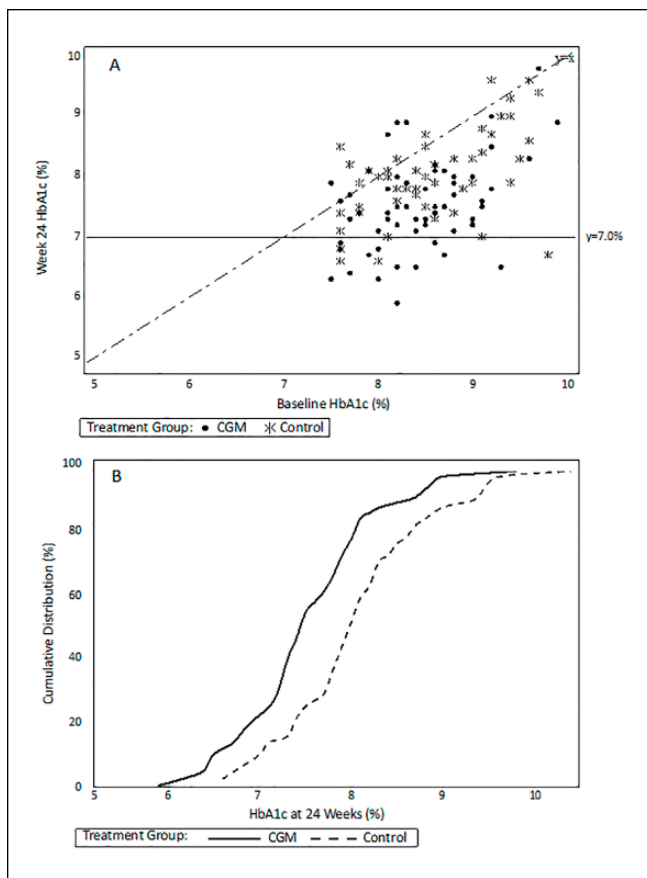 10
A
y=x
9
Week 24 HbA1c (%)
8
7
y=7.0%
6
5
5 6 7 8 9 10
Baseline HbA1c (%)
Treatment Group: CGM Control
100
B
80
Cumulative Distribution (%)
60
40
20
0
5 6 7 8 9 10
HbA1c at 24 Weeks (%)
Treatment Group: CGM Control